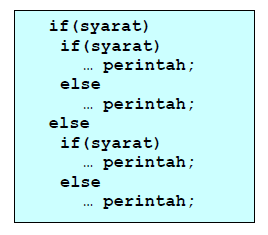 if(syarat)
if(syarat)
… perintah;
else
… perintah;
else
if(syarat)
… perintah;
else
… perintah;